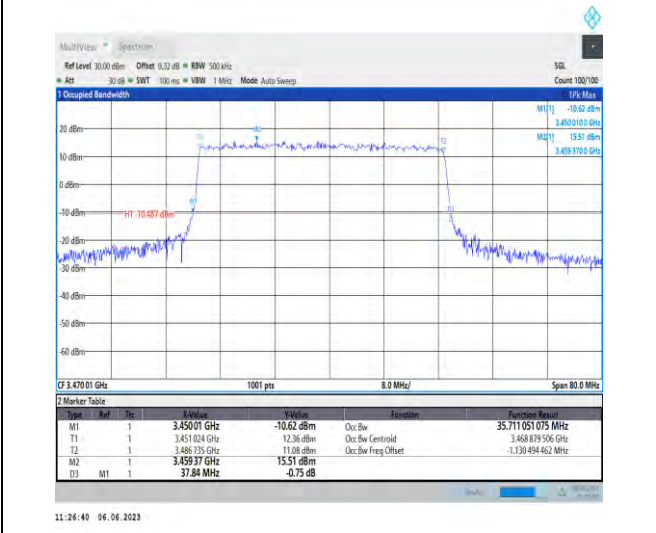 MultiView Spectrum
Ref Level 30.00 dBm Offset 9.32 dB RBW 500 kHz SGL
Att 30 dB SWT 100 ms VBW 1 MHz Mode Auto Sweep Count 100/100
1 Occupied Bandwidth 1Pk Max
M1[1] -10.62 dBm
3.450 010 0 GHz
M2[1] 15.51 dBm
3.459 370 0 GHz
20 dBm
M2
T1
T2
10 dBm
0 dBm
M1
D3
-10 dBm
H1 -10.487 dBm
-20 dBm
-30 dBm
-40 dBm
-50 dBm
-60 dBm
CF 3.470 01 GHz 1001 pts 8.0 MHz/ Span 80.0 MHz
2 Marker Table
Type Ref Trc X-Value Y-Value Function Function Result
M1 1 3.450 01 GHz -10.62 dBm Occ Bw 35.711 051 075 MHz
T1 1 3.451 024 GHz 12.36 dBm Occ Bw Centroid 3.468 879 506 GHz
T2 1 3.486 735 GHz 11.08 dBm Occ Bw Freq Offset -1.130 494 462 MHz
M2 1 3.459 37 GHz 15.51 dBm
D3 M1 1 37.84 MHz -0.75 dB
11:26:40 06.06.2023